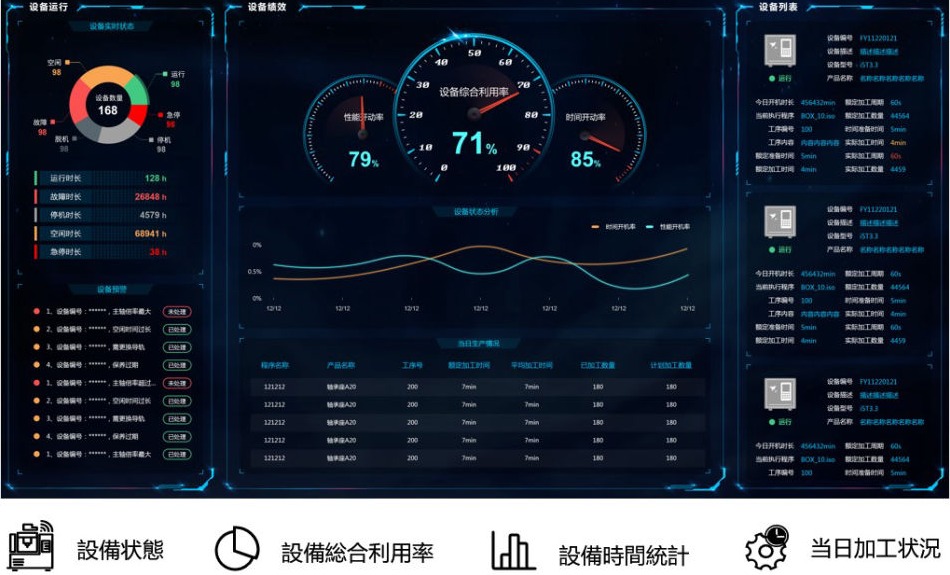 设备运行
设备实时状态
空闲
98
运行
98
设备数量
168
故障
98
急停
98
脱机
98
停机
98
运行时长 128 h
故障时长 26848 h
停机时长 4579 h
空闲时长 68941 h
急停时长 38 h
设备预警
1、设备编号：******，主轴倍率最大 未处理
2、设备编号：******，空闲时间过长 已处理
3、设备编号：******，需更换导轨 已处理
4、设备编号：******，保养过期 已处理
1、设备编号：******，主轴倍率超过... 未处理
2、设备编号：******，空闲时间过长 已处理
3、设备编号：******，需更换导轨 已处理
4、设备编号：******，保养过期 已处理
1、设备编号：******，主轴倍率最大 已处理
设备绩效
性能开动率
79%
0 10 20 30 40 50 60 70 80 90 100
设备综合利用率
71%
时间开动率
85%
设备状态分析
时间开机率 性能开机率
0%
0.5%
0%
12/12 12/12 12/12 12/12 12/12 12/12 12/12
当日生产情况
程序名称 产品名称 工序号 额定加工时间 平均加工时间 已加工数量 计划加工数量
121212 轴承座A20 200 7min 7min 180 180
121212 轴承座A20 200 7min 7min 180 180
121212 轴承座A20 200 7min 7min 180 180
121212 轴承座A20 200 7min 7min 180 180
121212 轴承座A20 200 7min 7min 180 180
设备列表
设备编号 FY11220121
设备描述 描述描述描述
设备型号 iST3.3
运行 产品名称 名称名称名称名称名称
今日开机时长 456432min 额定加工周期 60s
当前执行程序 BOX_10.iso 额定加工数量 44564
工序编号 100 时间准备时间 5min
工序内容 内容内容内容 实际加工时间 4min
额定准备时间 5min 实际加工周期 60s
额定加工时间 4min 实际加工数量 4459
设备编号 FY11220121
设备描述 描述描述描述
设备型号 iST3.3
运行 产品名称 名称名称名称名称名称
今日开机时长 456432min 额定加工周期 60s
当前执行程序 BOX_10.iso 额定加工数量 44564
工序编号 100 时间准备时间 5min
工序内容 内容内容内容 实际加工时间 4min
额定准备时间 5min 实际加工周期 60s
额定加工时间 4min 实际加工数量 4459
设备编号 FY11220121
设备描述 描述描述描述
设备型号 iST3.3
运行 产品名称 名称名称名称名称名称
今日开机时长 456432min 额定加工周期 60s
当前执行程序 BOX_10.iso 额定加工数量 44564
工序编号 100 时间准备时间 5min
設備状態
設備総合利用率
設備時間統計
当日加工状況